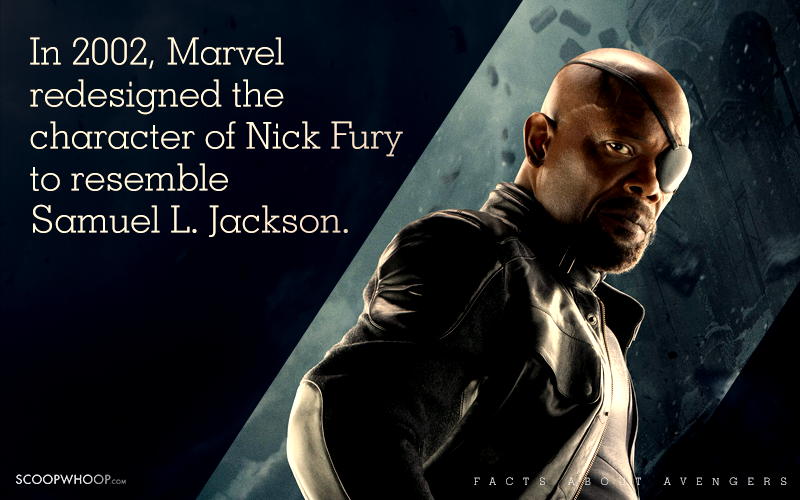 In 2002, Marvel
redesigned the
character of Nick Fury
to resemble
Samuel L. Jackson.
SCOOPWHOOP.COM
FACTS ABOUT AVENGERS